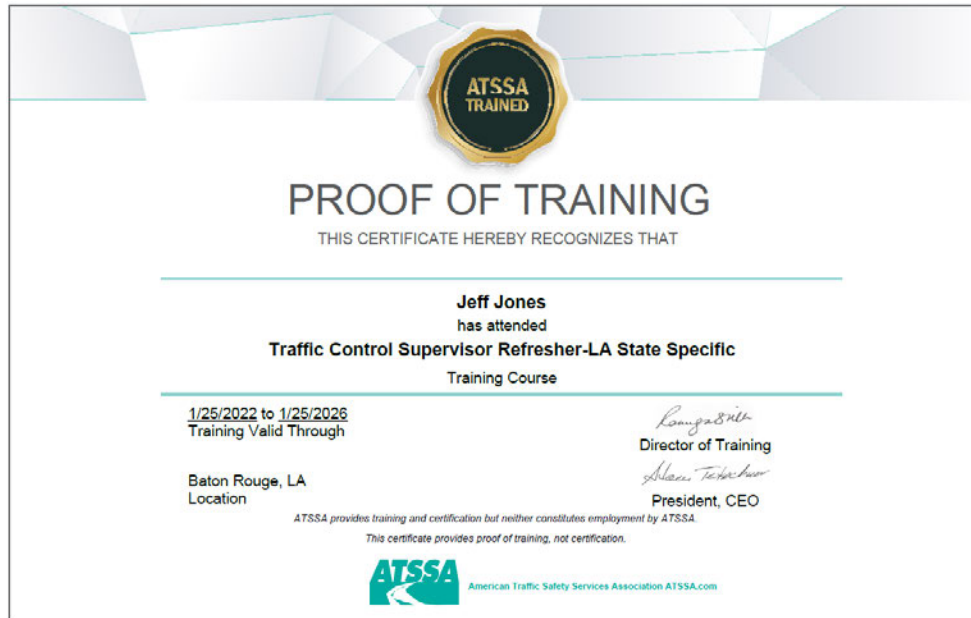 ATSSA
TRAINED
PROOF OF TRAINING
THIS CERTIFICATE HEREBY RECOGNIZES THAT
Jeff Jones
has attended
Traffic Control Supervisor Refresher-LA State Specific
Training Course
1/25/2022 to 1/25/2026
Training Valid Through
Director of Training
Baton Rouge, LA
Location
President, CEO
ATSSA provides training and certification but neither constitutes employment by ATSSA.
This certificate provides proof of training, not certification.
ATSSA
American Traffic Safety Services Association ATSSA.com